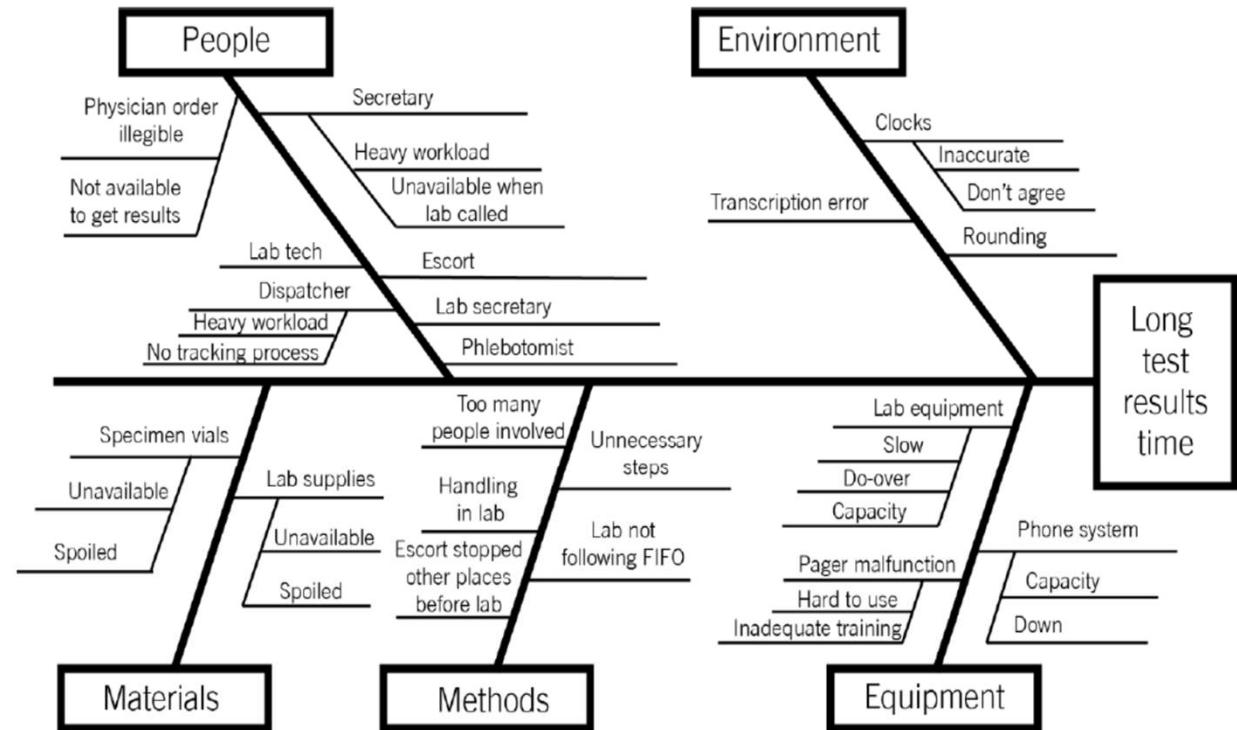 People
Physician order
illegible
Not available
to get results
Secretary
Heavy workload
Unavailable when
lab called
Lab tech
Dispatcher
Heavy workload
No tracking process
Escort
Lab secretary
Phlebotomist
Environment
Clocks
Inaccurate
Don't agree
Transcription error
Rounding
Long
test
results
time
Specimen vials
Unavailable
Spoiled
Lab supplies
Unavailable
Spoiled
Materials
Too many
people involved
Handling
in lab
Escort stopped
other places
before lab
Unnecessary
steps
Lab not
following FIFO
Methods
Lab equipment
Slow
Do-over
Capacity
Pager malfunction
Hard to use
Inadequate training
Phone system
Capacity
Down
Equipment